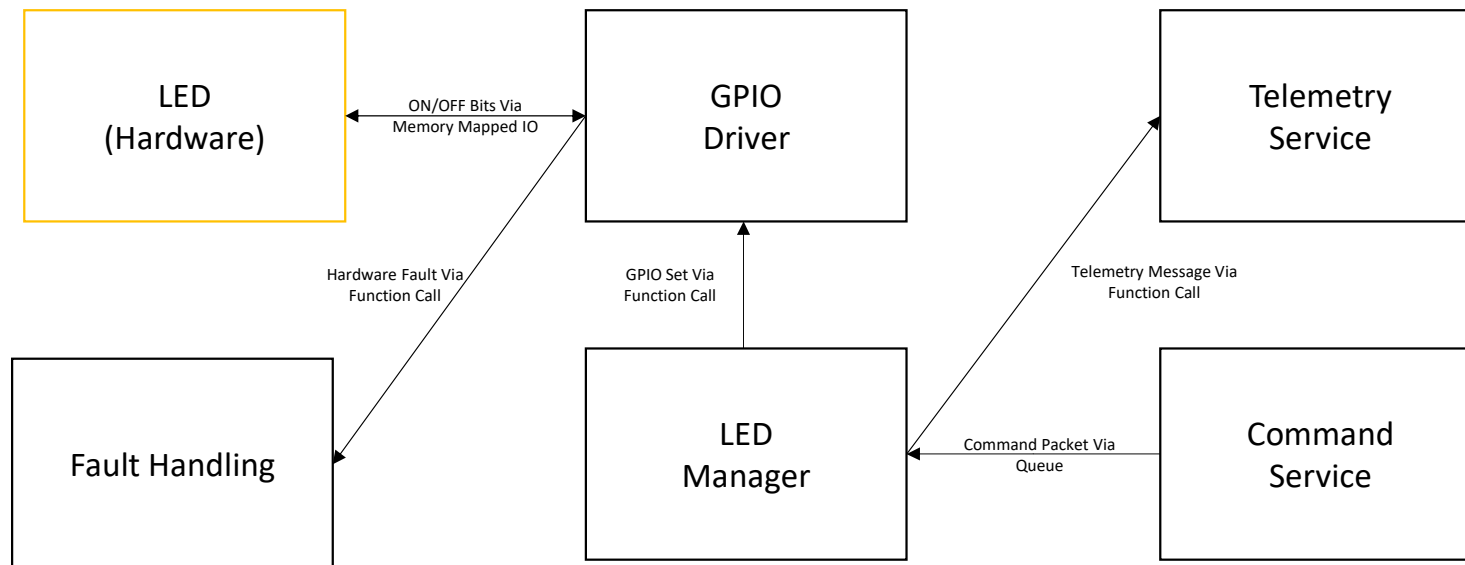 LED
(Hardware)
ON/OFF Bits Via
Memory Mapped IO
GPIO
Driver
Telemetry
Service
Hardware Fault Via
Function Call
GPIO Set Via
Function Call
Telemetry Message Via
Function Call
Fault Handling
LED
Manager
Command Packet Via
Queue
Command
Service